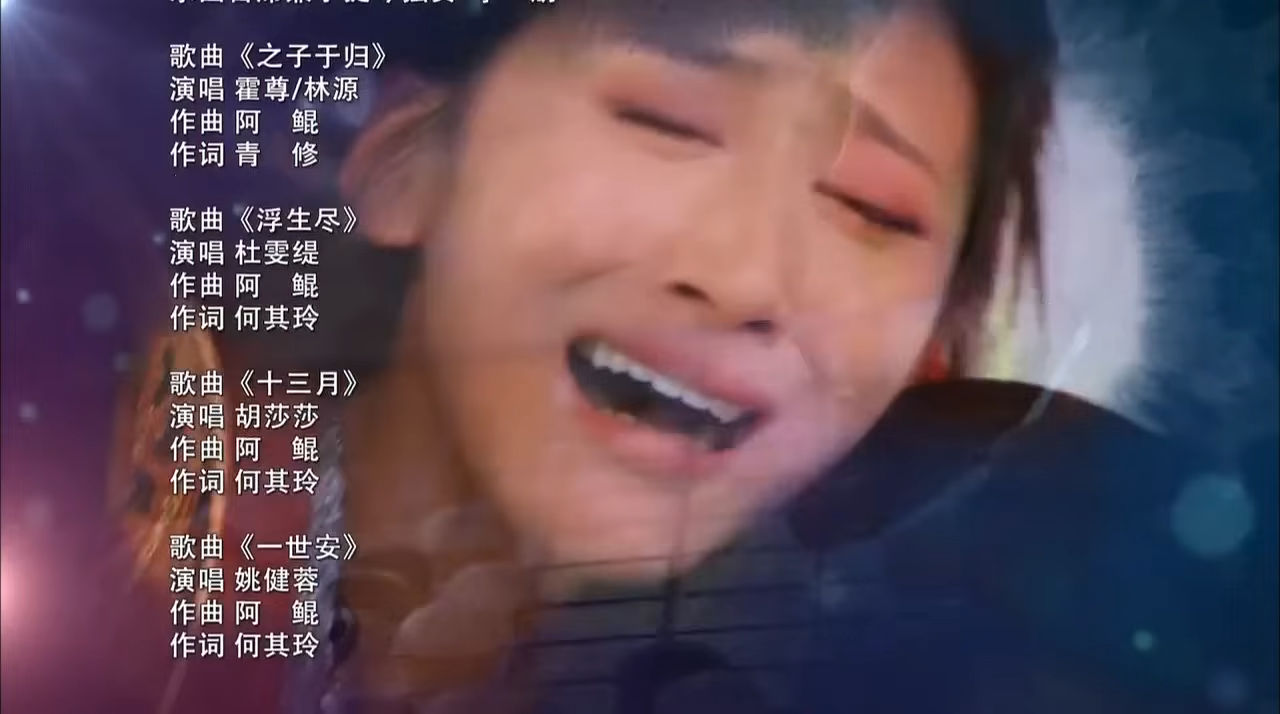 歌曲《之子于归》
演唱 霍尊/林源
作曲 阿　鲲
作词 青　修
歌曲《浮生尽》
演唱 杜雯缇
作曲 阿　鲲
作词 何其玲
歌曲《十三月》
演唱 胡莎莎
作曲 阿　鲲
作词 何其玲
歌曲《一世安》
演唱 姚健蓉
作曲 阿　鲲
作词 何其玲